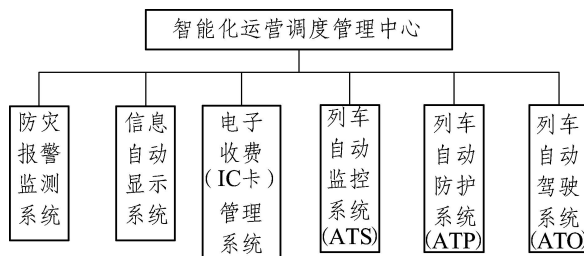 智能化运营调度管理中心
防灾
报警
监测
系统
信息
自动
显示
系统
电子
收费
(IC卡)
管理
系统
列车
自动
监控
系统
(ATS)
列车
自动
防护
系统
(ATP)
列车
自动
驾驶
系统
(ATO)